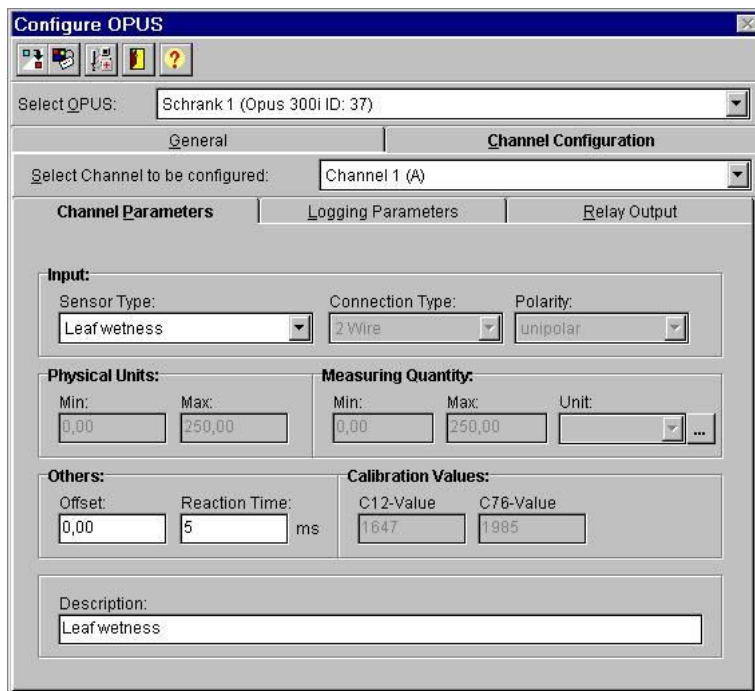 Configure OPUS
?
Select OPUS: Schrank 1 (Opus 300i ID: 37)
General Channel Configuration
Select Channel to be configured: Channel 1 (A)
Channel Parameters Logging Parameters Relay Output
Input:
Sensor Type: Connection Type: Polarity:
Leaf wetness 2 Wire unipolar
Physical Units: Measuring Quantity:
Min: Max: Min: Max: Unit:
0,00 250,00 0,00 250,00 ...
Others: Calibration Values:
Offset: Reaction Time: C12-Value C76-Value
0,00 5 ms 1647 1985
Description:
Leaf wetness